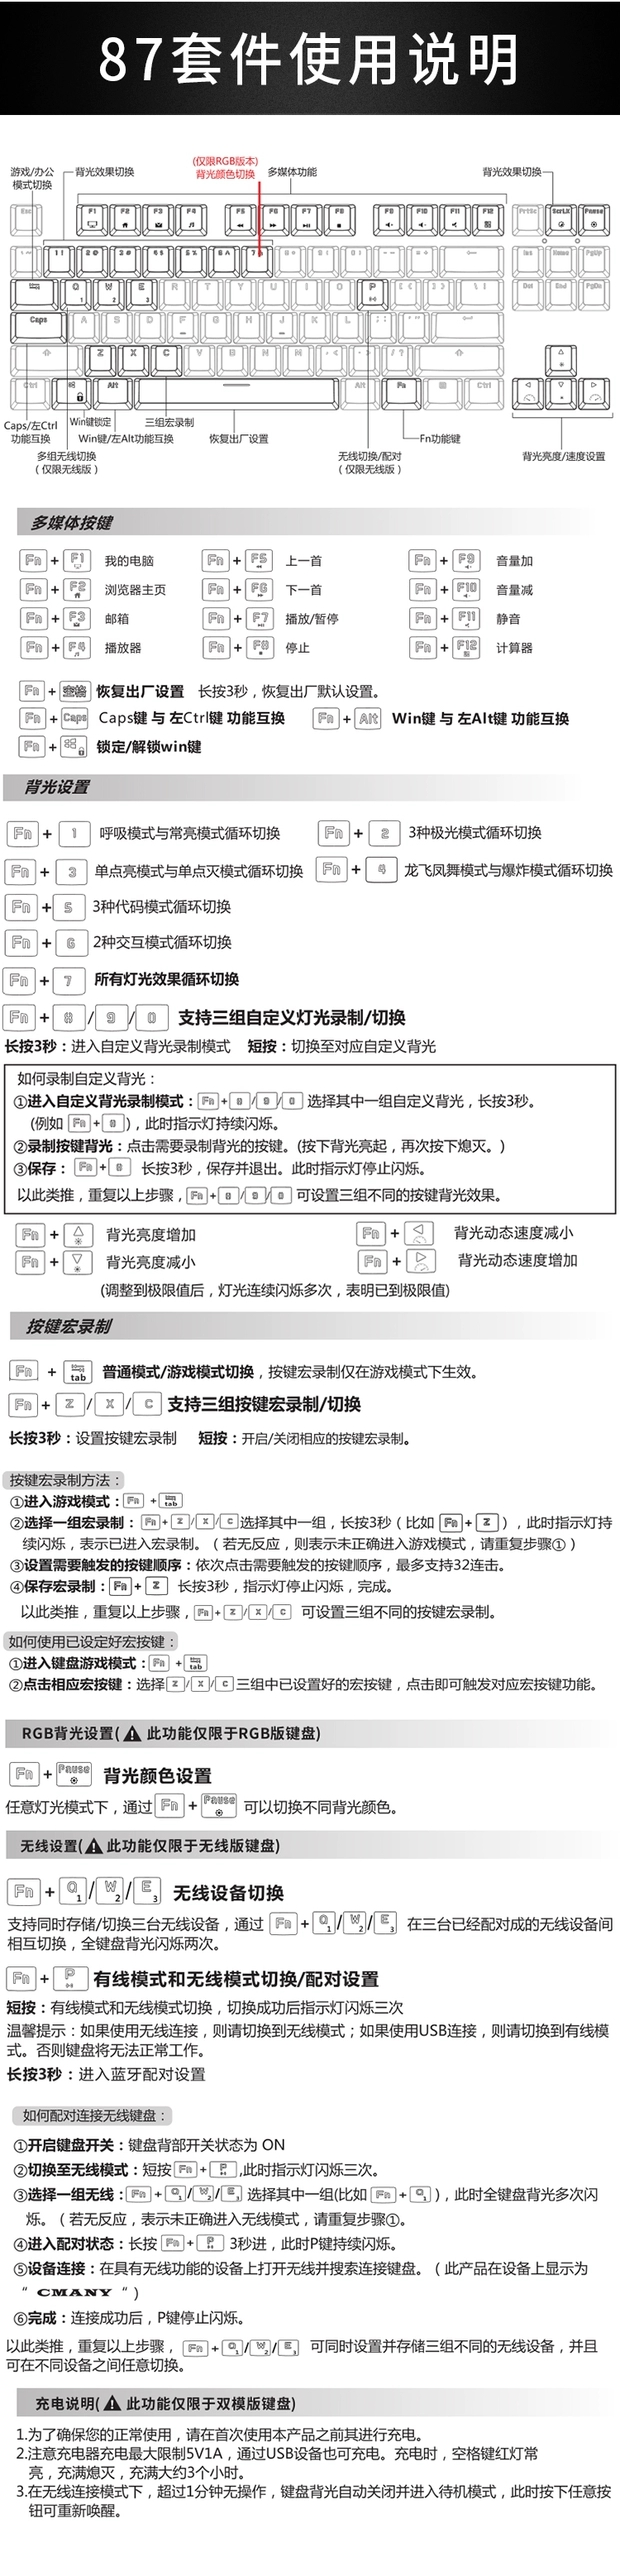 87套件使用说明
(仅限RGB版本)
游戏/办公
模式切换
背光效果切换
背光颜色切换
多媒体功能
背光效果切换
Esc F1 F2 F3 F4 F5 F6 F7 F8 F9 F10 F11 F12 PrtSc ScrLK Pause
Ins Home PgUp
Q 1 W 2 E 3 R T Y U I O P Del End PgDn
Caps A S D F G H J K L
Z X C V B N M
Ctrl Alt Alt Fn Ctrl
Caps/左Ctrl
功能互换
Win键锁定
三组宏录制
Win键/左Alt功能互换
恢复出厂设置
Fn功能键
多组无线切换
(仅限无线版)
无线切换/配对
(仅限无线版)
背光亮度/速度设置
多媒体按键
Fn + F1 我的电脑 Fn + F5 上一首 Fn + F9 音量加
Fn + F2 浏览器主页 Fn + F6 下一首 Fn + F10 音量减
Fn + F3 邮箱 Fn + F7 播放/暂停 Fn + F11 静音
Fn + F4 播放器 Fn + F8 停止 Fn + F12 计算器
Fn + 空格 恢复出厂设置 长按3秒，恢复出厂默认设置。
Fn + Caps Caps键 与 左Ctrl键 功能互换 Fn + Alt Win键 与 左Alt键 功能互换
Fn + 锁定/解锁win键
背光设置
Fn + 1 呼吸模式与常亮模式循环切换 Fn + 2 3种极光模式循环切换
Fn + 3 单点亮模式与单点灭模式循环切换 Fn + 4 龙飞凤舞模式与爆炸模式循环切换
Fn + 5 3种代码模式循环切换
Fn + 6 2种交互模式循环切换
Fn + 7 所有灯光效果循环切换
Fn + 8 / 9 / 0 支持三组自定义灯光录制/切换
长按3秒：进入自定义背光录制模式 短按：切换至对应自定义背光
如何录制自定义背光：
①进入自定义背光录制模式：Fn + 8 / 9 / 0 选择其中一组自定义背光，长按3秒。
(例如 Fn + 8 )，此时指示灯持续闪烁。
②录制按键背光：点击需要录制背光的按键。(按下背光亮起，再次按下熄灭。)
③保存：Fn + 8 长按3秒，保存并退出。此时指示灯停止闪烁。
以此类推，重复以上步骤，Fn + 8 / 9 / 0 可设置三组不同的按键背光效果。
Fn + △ 背光亮度增加 Fn + ◁ 背光动态速度减小
Fn + ▽ 背光亮度减小 Fn + ▷ 背光动态速度增加
(调整到极限值后，灯光连续闪烁多次，表明已到极限值)
按键宏录制
Fn + tab 普通模式/游戏模式切换，按键宏录制仅在游戏模式下生效。
Fn + Z / X / C 支持三组按键宏录制/切换
长按3秒：设置按键宏录制 短按：开启/关闭相应的按键宏录制。
按键宏录制方法：
①进入游戏模式：Fn + tab
②选择一组宏录制：Fn + Z / X / C 选择其中一组，长按3秒（比如 Fn + Z ），此时指示灯持
续闪烁，表示已进入宏录制。（若无反应，则表示未正确进入游戏模式，请重复步骤①）
③设置需要触发的按键顺序：依次点击需要触发的按键顺序，最多支持32连击。
④保存宏录制：Fn + Z 长按3秒，指示灯停止闪烁，完成。
以此类推，重复以上步骤，Fn + Z / X / C 可设置三组不同的按键宏录制。
如何使用已设定好宏按键：
①进入键盘游戏模式：Fn + tab
②点击相应宏按键：选择 Z / X / C 三组中已设置好的宏按键，点击即可触发对应宏按键功能。
RGB背光设置(此功能仅限于RGB版键盘)
Fn + Pause 背光颜色设置
任意灯光模式下，通过 Fn + Pause 可以切换不同背光颜色。
无线设置(此功能仅限于无线版键盘)
Fn + Q1 / W2 / E3 无线设备切换
支持同时存储/切换三台无线设备，通过 Fn + Q1 / W2 / E3 在三台已经配对成的无线设备间
相互切换，全键盘背光闪烁两次。
Fn + P 有线模式和无线模式切换/配对设置
短按：有线模式和无线模式切换，切换成功后指示灯闪烁三次
温馨提示：如果使用无线连接，则请切换到无线模式；如果使用USB连接，则请切换到有线模
式。否则键盘将无法正常工作。
长按3秒：进入蓝牙配对设置
如何配对连接无线键盘：
①开启键盘开关：键盘背部开关状态为 ON
②切换至无线模式：短按 Fn + P ,此时指示灯闪烁三次。
③选择一组无线：Fn + Q1 / W2 / E3 选择其中一组(比如 Fn + Q1 )，此时全键盘背光多次闪
烁。（若无反应，表示未正确进入无线模式，请重复步骤①。
④进入配对状态：长按 Fn + P 3秒进，此时P键持续闪烁。
⑤设备连接：在具有无线功能的设备上打开无线并搜索连接键盘。（此产品在设备上显示为
“ CMANY “）
⑥完成：连接成功后，P键停止闪烁。
以此类推，重复以上步骤，Fn + Q1 / W2 / E3 可同时设置并存储三组不同的无线设备，并且
可在不同设备之间任意切换。
充电说明(此功能仅限于双模版键盘)
1.为了确保您的正常使用，请在首次使用本产品之前其进行充电。
2.注意充电器充电最大限制5V1A，通过USB设备也可充电。充电时，空格键红灯常
亮，充满熄灭，充满大约3个小时。
3.在无线连接模式下，超过1分钟无操作，键盘背光自动关闭并进入待机模式，此时按下任意按
钮可重新唤醒。